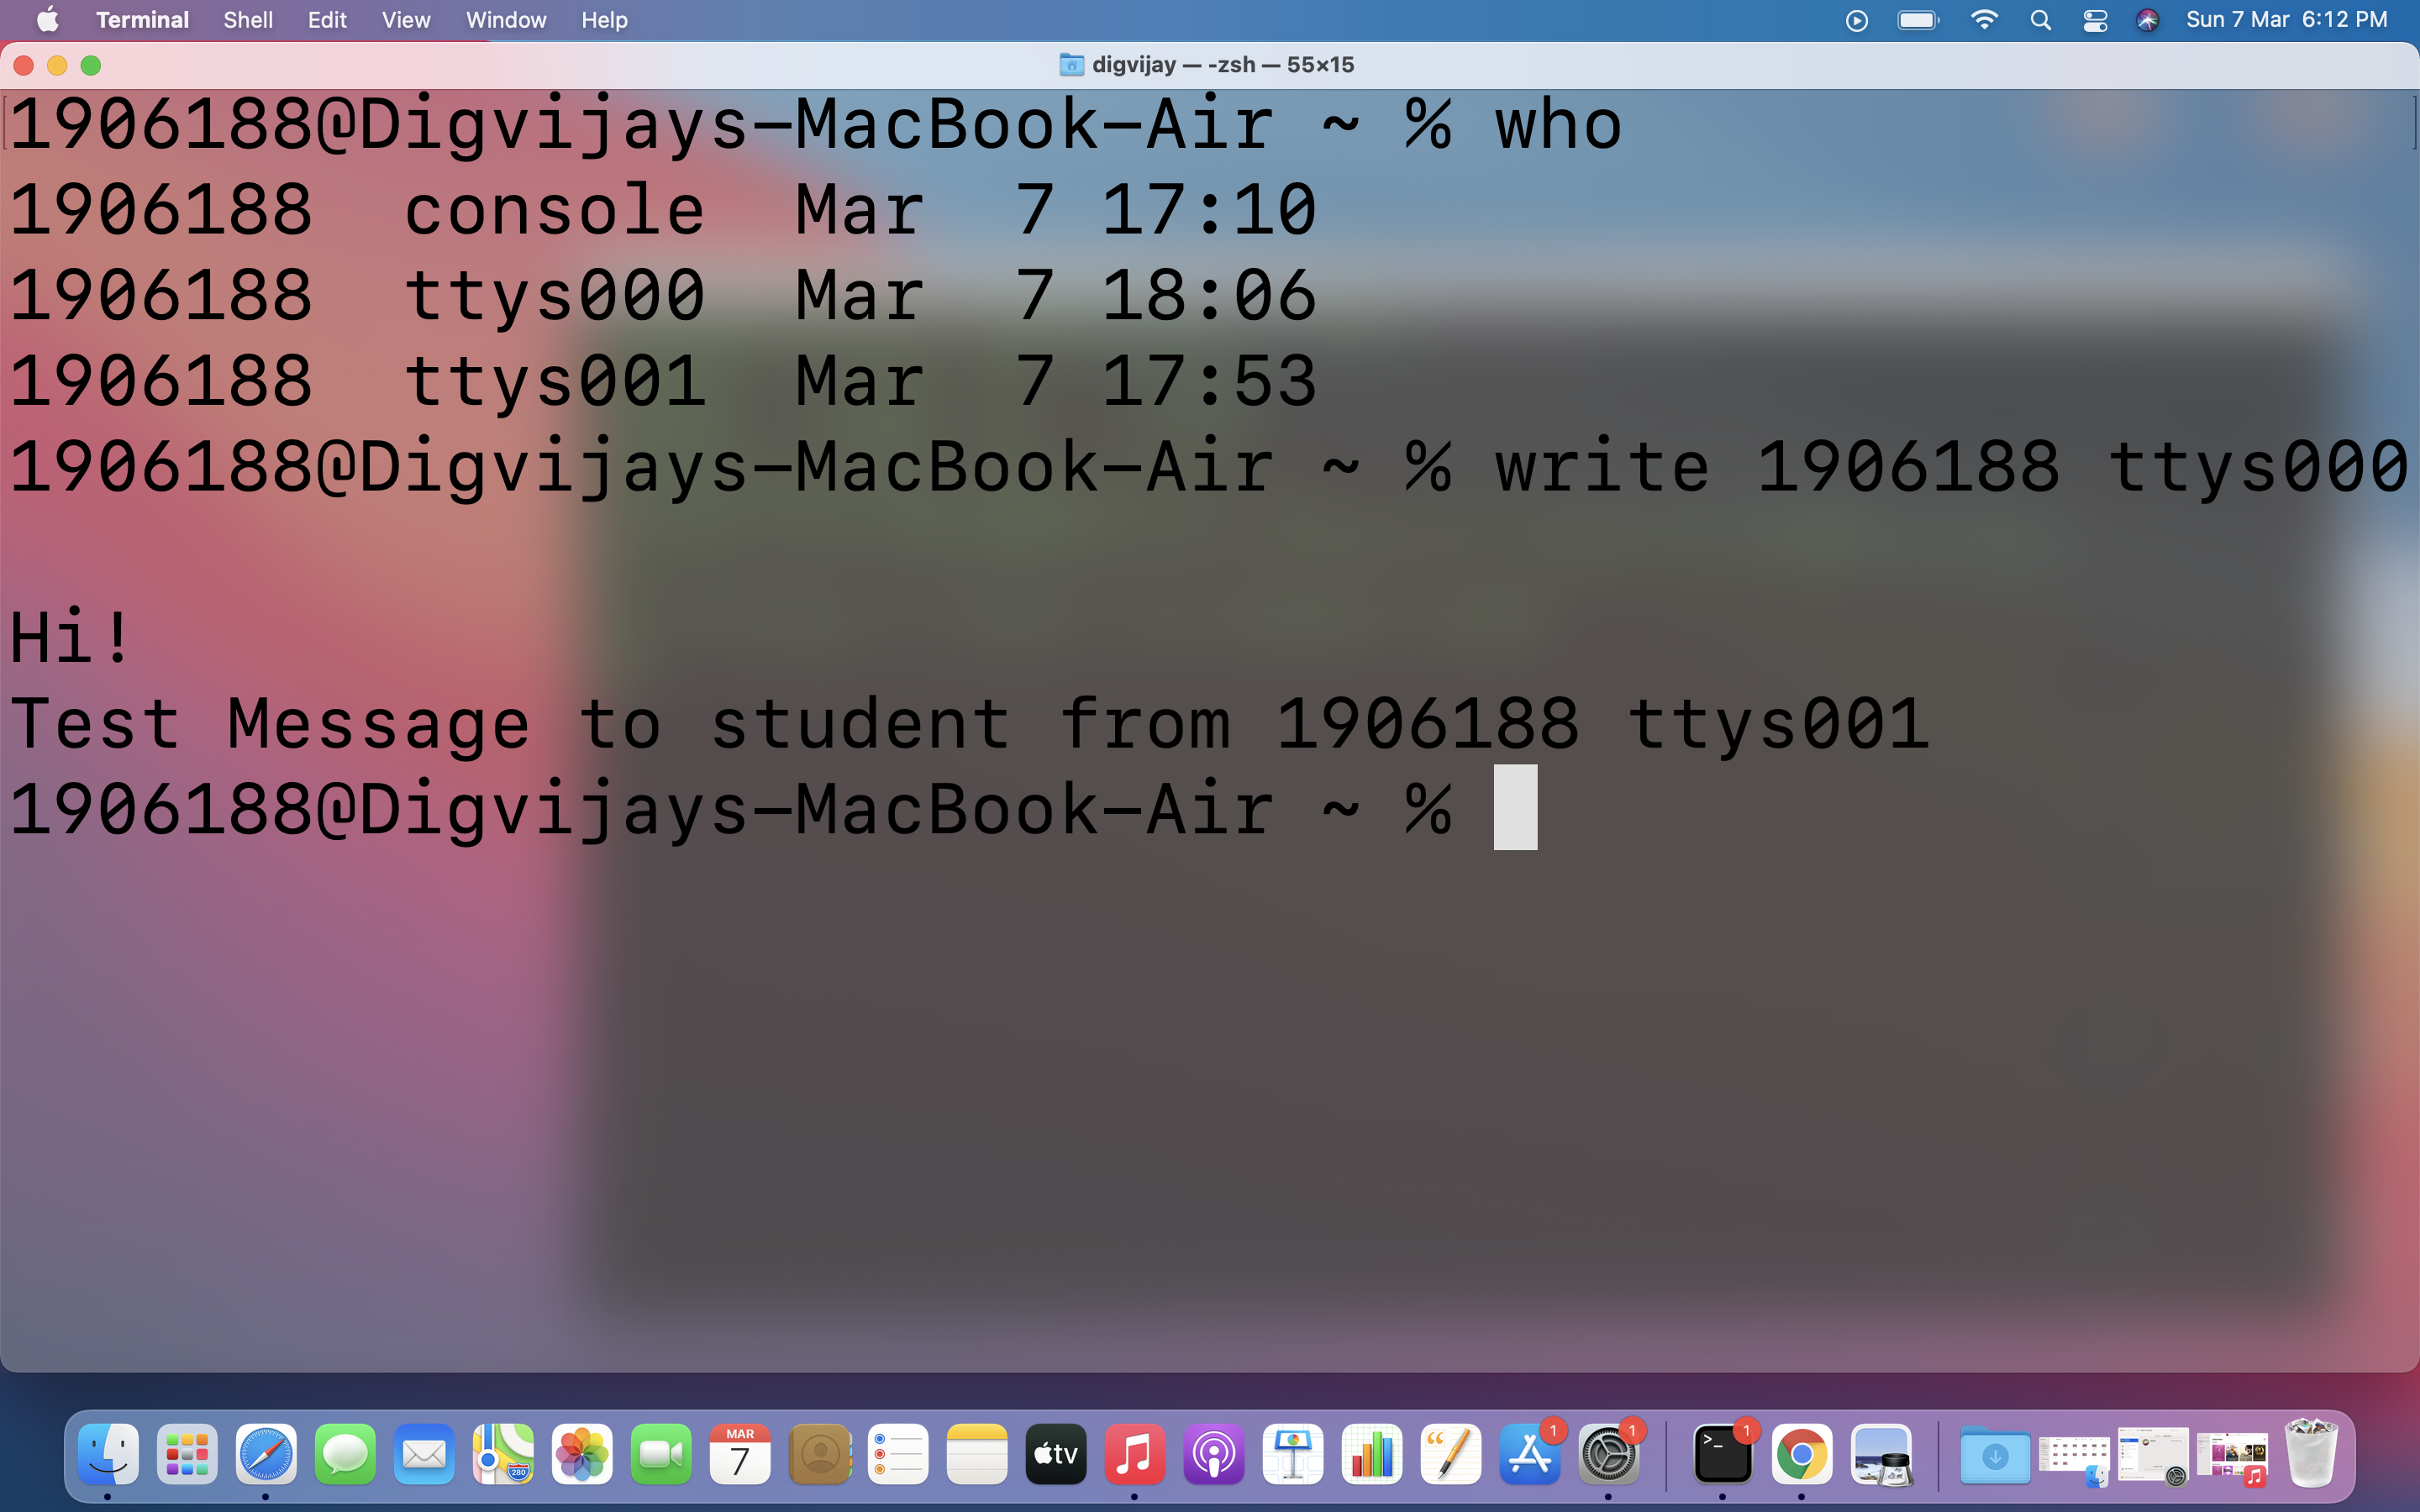 Terminal Shell Edit View Window Help Sun 7 Mar 6:12 PM
digvijay — -zsh — 55×15
1906188@Digvijays-MacBook-Air ~ % who
1906188  console  Mar  7 17:10
1906188  ttys000  Mar  7 18:06
1906188  ttys001  Mar  7 17:53
1906188@Digvijays-MacBook-Air ~ % write 1906188 ttys000
Hi!
Test Message to student from 1906188 ttys001
1906188@Digvijays-MacBook-Air ~ %
280
MAR
7
tv
1
1
>_
1